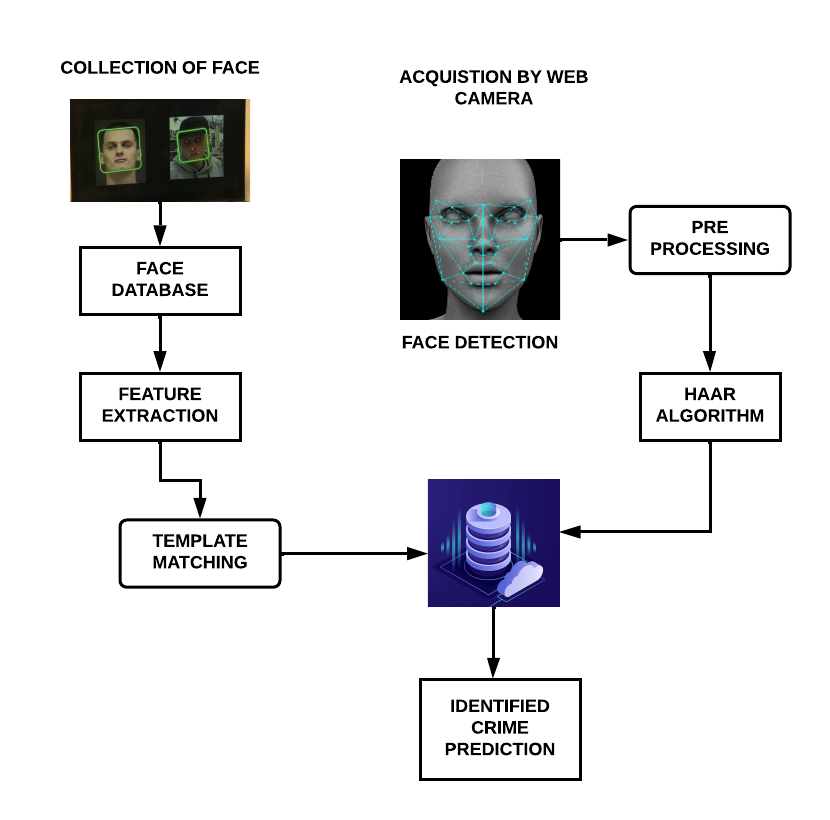 COLLECTION OF FACE
ACQUISTION BY WEB
CAMERA
FACE
DATABASE
FEATURE
EXTRACTION
TEMPLATE
MATCHING
FACE DETECTION
PRE
PROCESSING
HAAR
ALGORITHM
IDENTIFIED
CRIME
PREDICTION